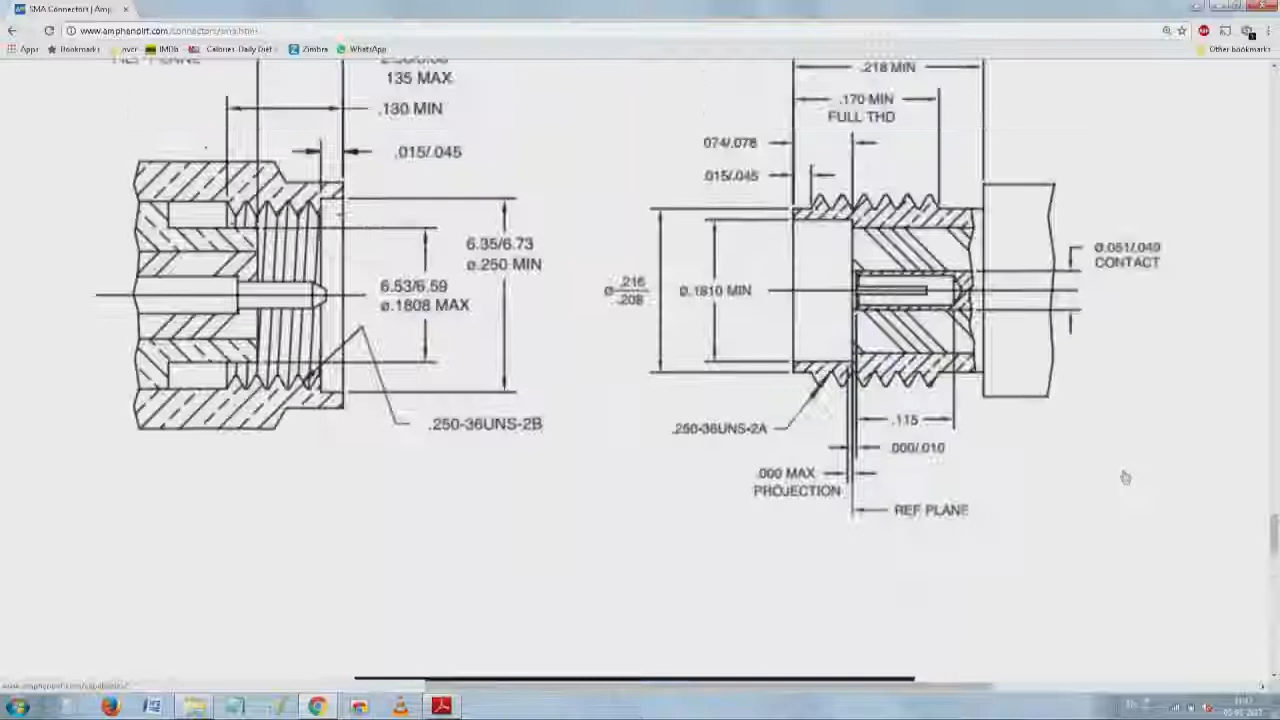 SMA Connectors | Amp
www.amphenolrf.com/connectors/sma.html
Apps
Bookmarks
IMDb
Calories Daily Diet
Zimbra
WhatsApp
Other bookmarks
135 MAX
.130 MIN
.015/.045
6.35/6.73
ø.250 MIN
6.53/6.59
ø.1808 MAX
.250-36UNS-2B
.218 MIN
.170 MIN
FULL THD
.074/.078
.015/.045
ø .216
.208
ø.1810 MIN
ø.051/.049
CONTACT
.250-36UNS-2A
.115
.000/.010
.000 MAX
PROJECTION
REF PLANE